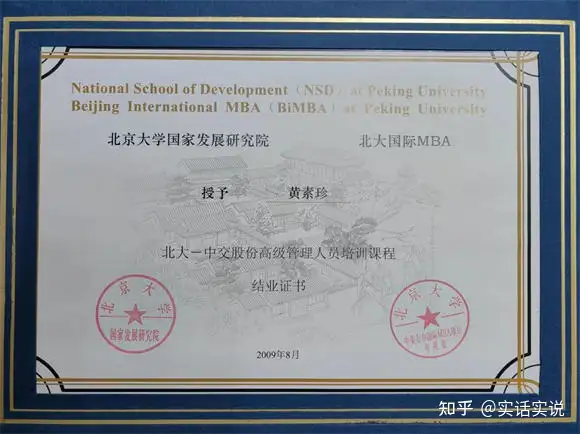 National School of Development（NSD）at Peking University
Beijing International MBA（BiMBA）at Peking University
北京大学国家发展研究院 北大国际MBA
授予 黄素珍
北大－中交股份高级管理人员培训课程
结业证书
北京大学
国家发展研究院
北京大学
2009年8月
知乎 @实话实说